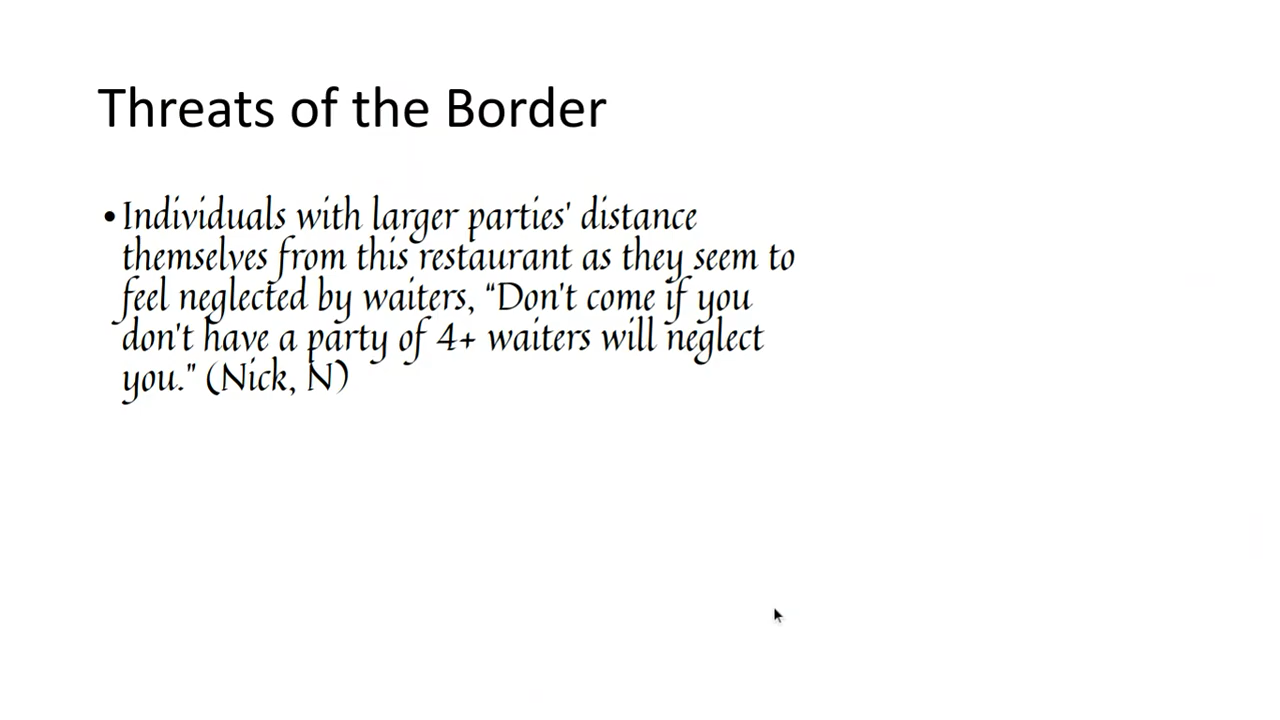 Threats of the Border
•Individuals with larger parties' distance
themselves from this restaurant as they seem to
feel neglected by waiters, “Don't come if you
don't have a party of 4+ waiters will neglect
you." (Nick, N)